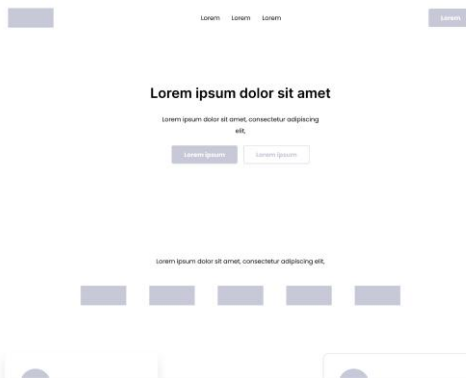 Lorem Lorem Lorem Lorem
Lorem ipsum dolor sit amet
Lorem ipsum dolor sit amet, consectetur adipiscing
elit,
Lorem ipsum Lorem ipsum
Lorem ipsum dolor sit amet, consectetur adipiscing elit,